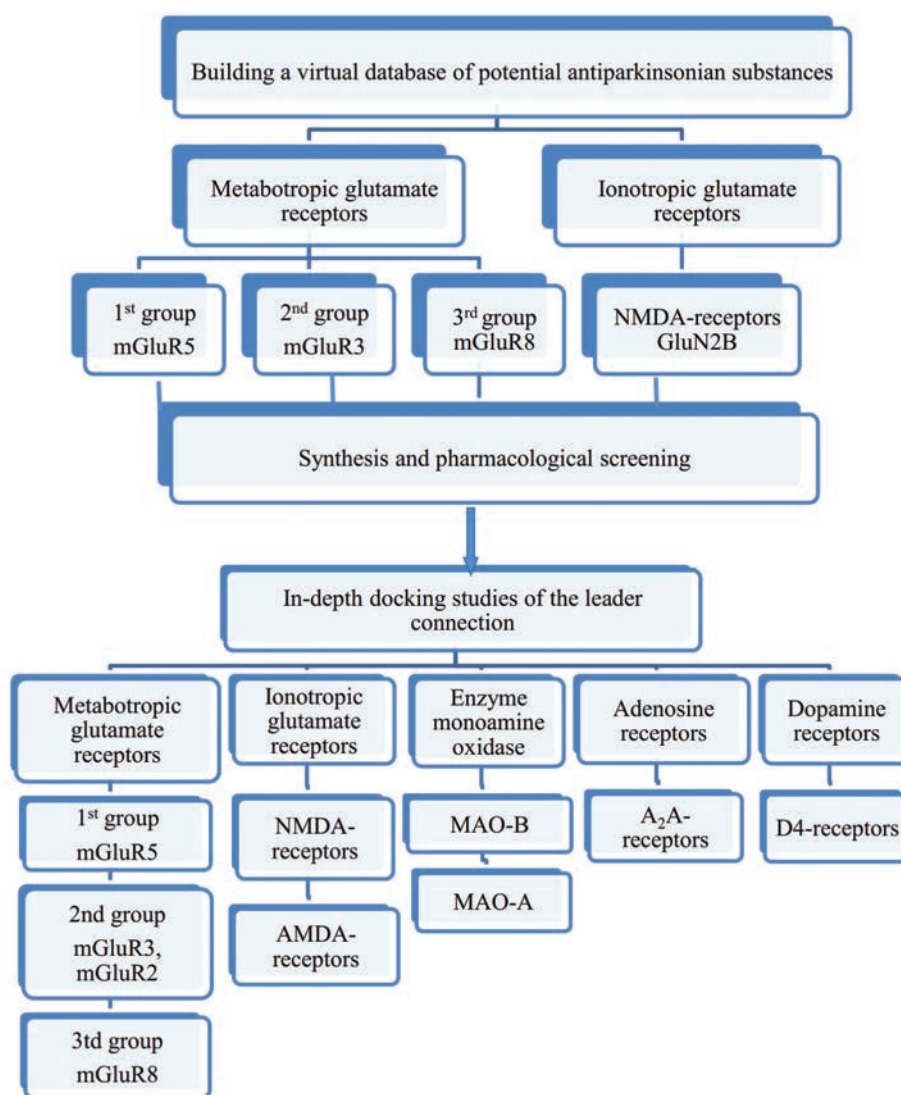 Building a virtual database of potential antiparkinsonian substances
Metabotropic glutamate
receptors
Ionotropic glutamate
receptors
1st group
mGluR5
2nd group
mGluR3
3rd group
mGluR8
NMDA-receptors
GluN2B
Synthesis and pharmacological screening
In-depth docking studies of the leader
connection
Metabotropic
glutamate
receptors
1st group
mGluR5
2nd group
mGluR3,
mGluR2
3td group
mGluR8
Ionotropic
glutamate
receptors
NMDA-
receptors
AMDA-
receptors
Enzyme
monoamine
oxidase
MAO-B
MAO-A
Adenosine
receptors
A₂A-
receptors
Dopamine
receptors
D4-receptors